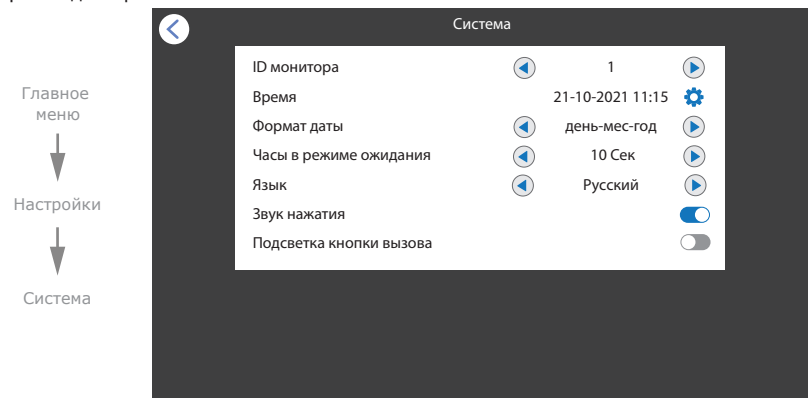 Система
ID монитора 1
Время 21-10-2021 11:15
Формат даты день-мес-год
Часы в режиме ожидания 10 Сек
Язык Русский
Звук нажатия
Подсветка кнопки вызова
Главное
меню
Настройки
Система